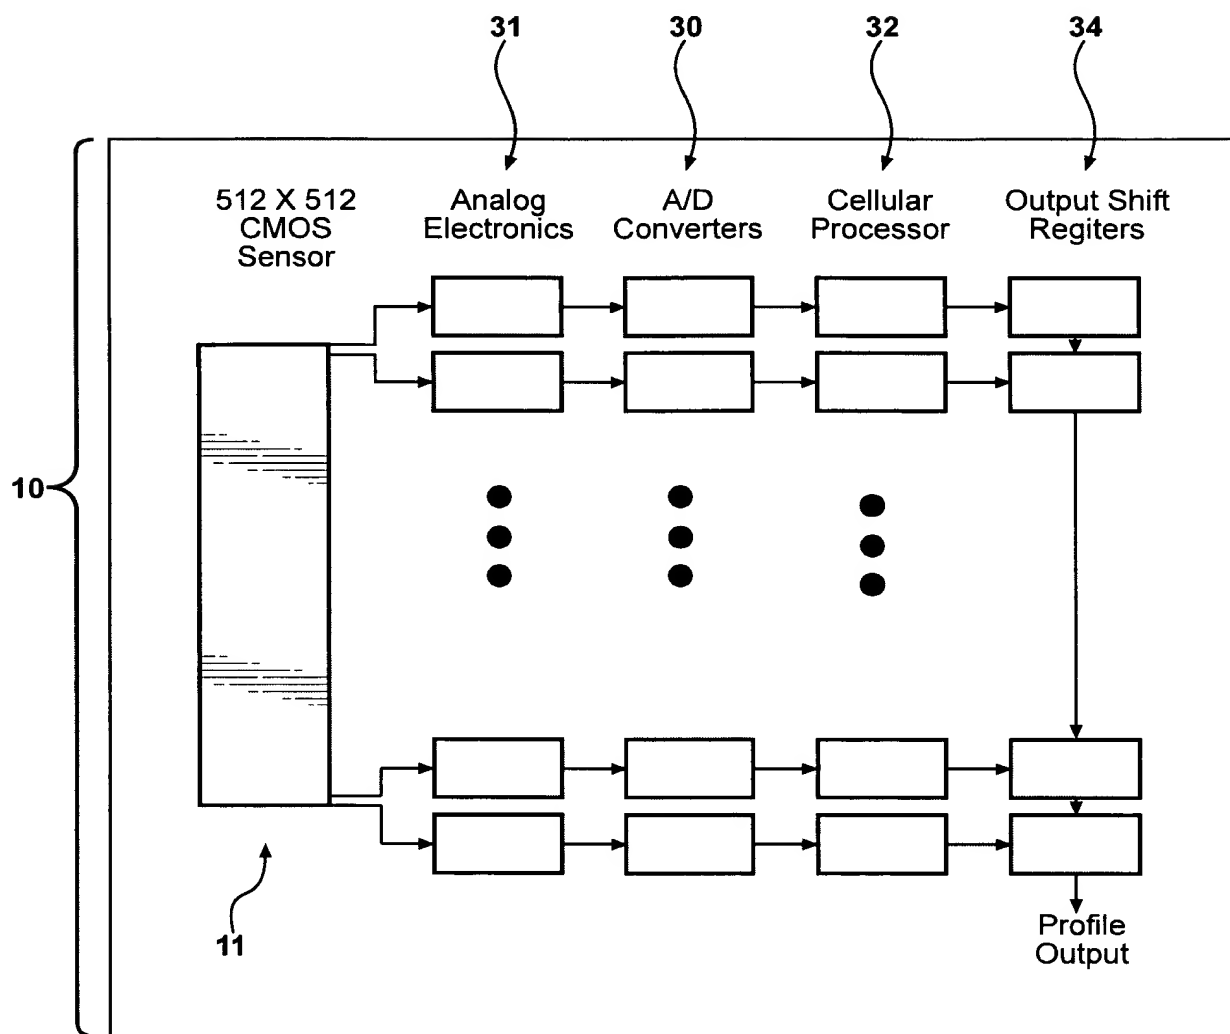 31 30 32 34
512 X 512
CMOS
Sensor
Analog
Electronics
A/D
Converters
Cellular
Processor
Output Shift
Regiters
10
11
Profile
Output